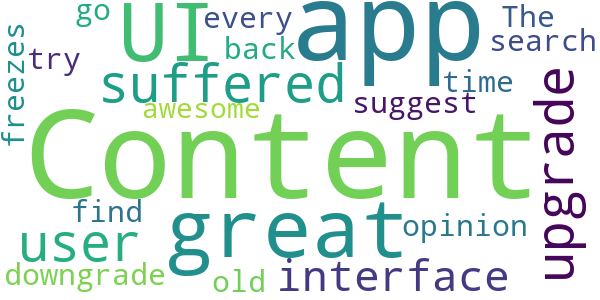 go
UI
every
app
The
search
freezes
try
back
suffered
time
awesome
suggest
upgrade
Content
find
great
opinion
user
downgrade
old
interface